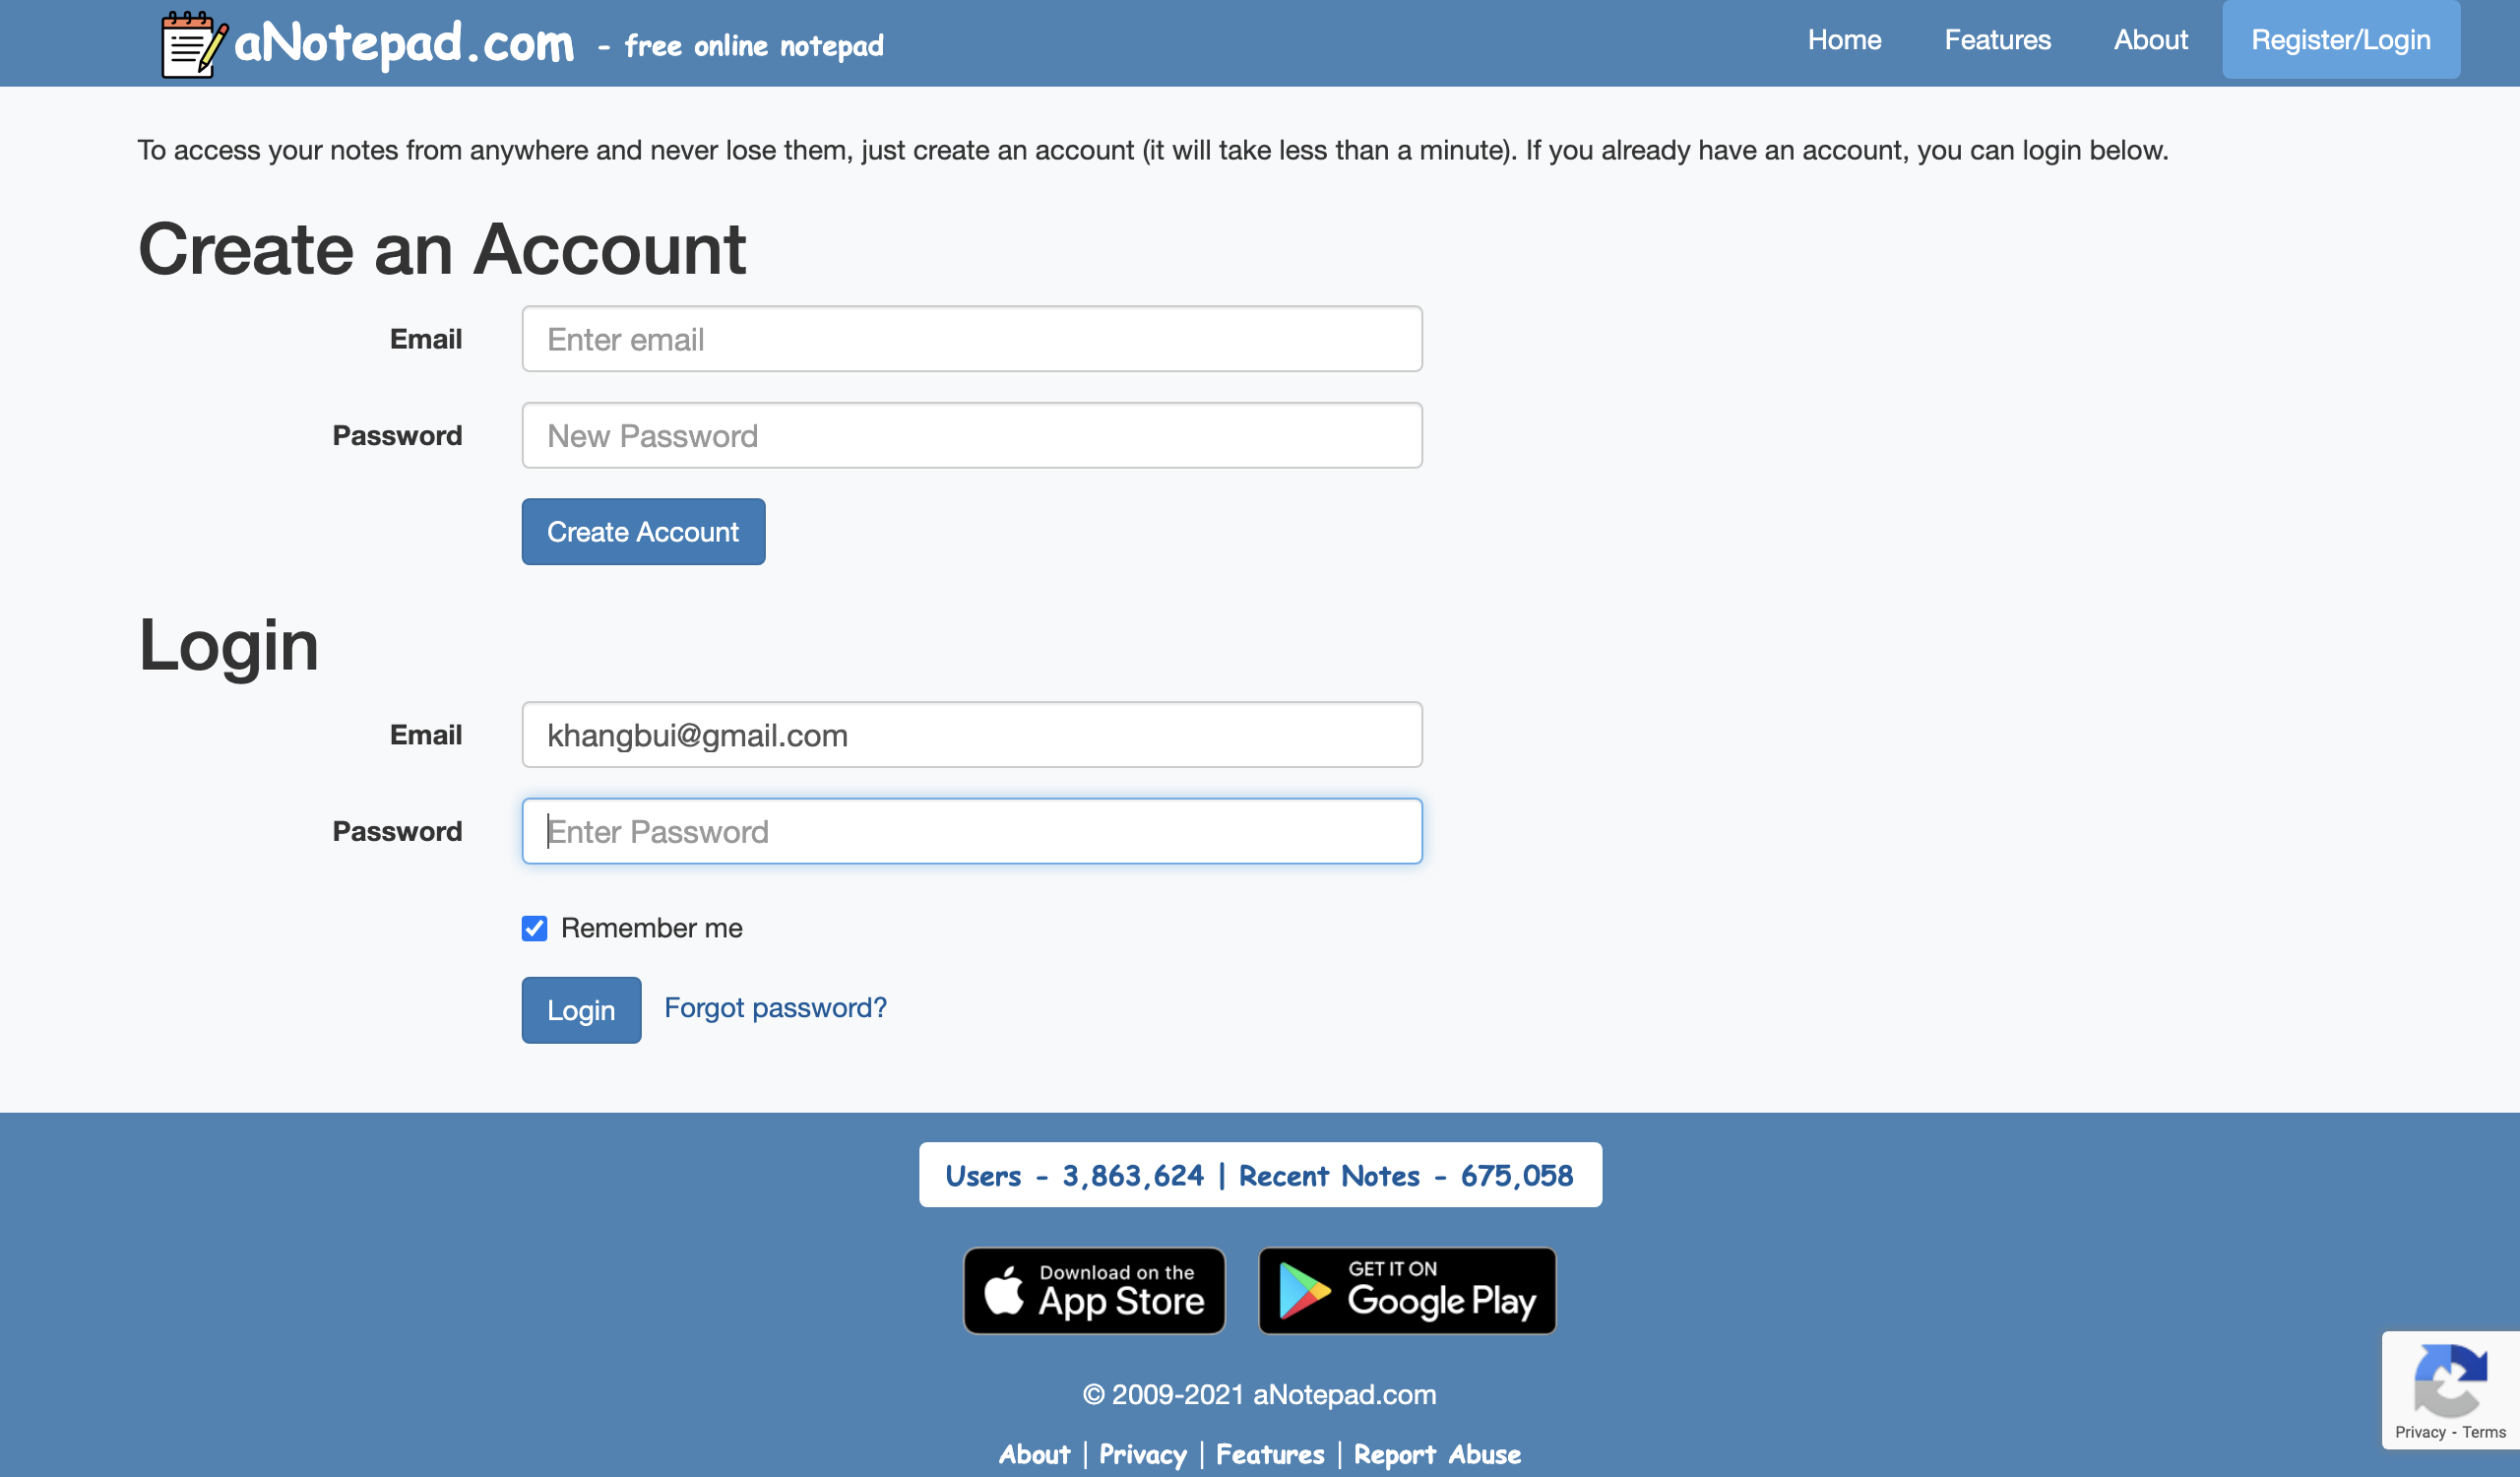 aNotepad.com - free online notepad
Home Features About Register/Login
To access your notes from anywhere and never lose them, just create an account (it will take less than a minute). If you already have an account, you can login below.
Create an Account
Email Enter email
Password New Password
Create Account
Login
Email khangbui@gmail.com
Password Enter Password
Remember me
Login Forgot password?
Users - 3,863,624 | Recent Notes - 675,058
Download on the App Store
GET IT ON Google Play
© 2009-2021 aNotepad.com
About | Privacy | Features | Report Abuse
Privacy - Terms